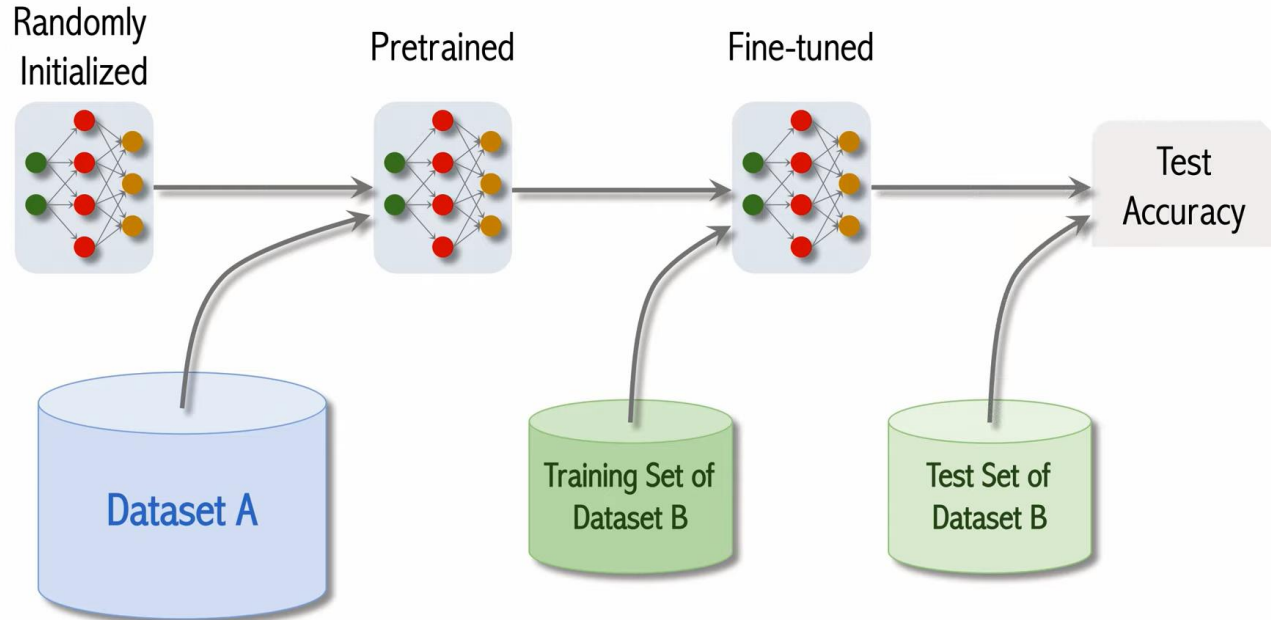 Randomly
Initialized
Pretrained
Fine-tuned
Test
Accuracy
Dataset A
Training Set of
Dataset B
Test Set of
Dataset B